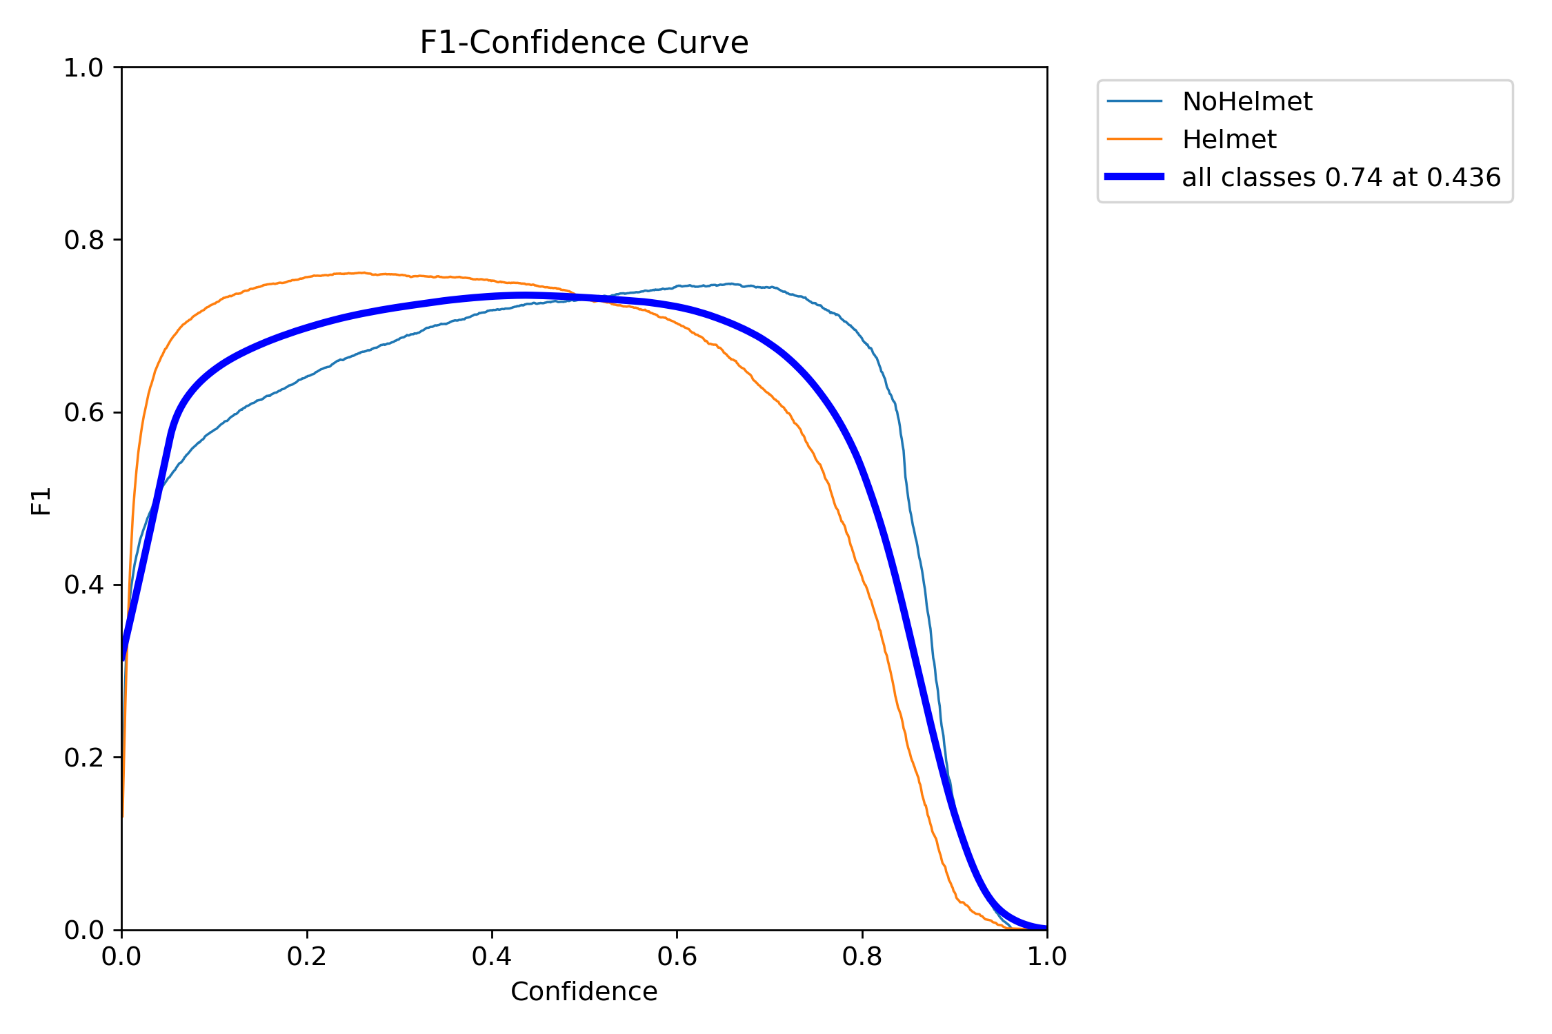 F1-Confidence Curve
NoHelmet
Helmet
all classes 0.74 at 0.436
1.0
0.8
0.6
0.4
0.2
0.0
F1
0.0 0.2 0.4 0.6 0.8 1.0
Confidence